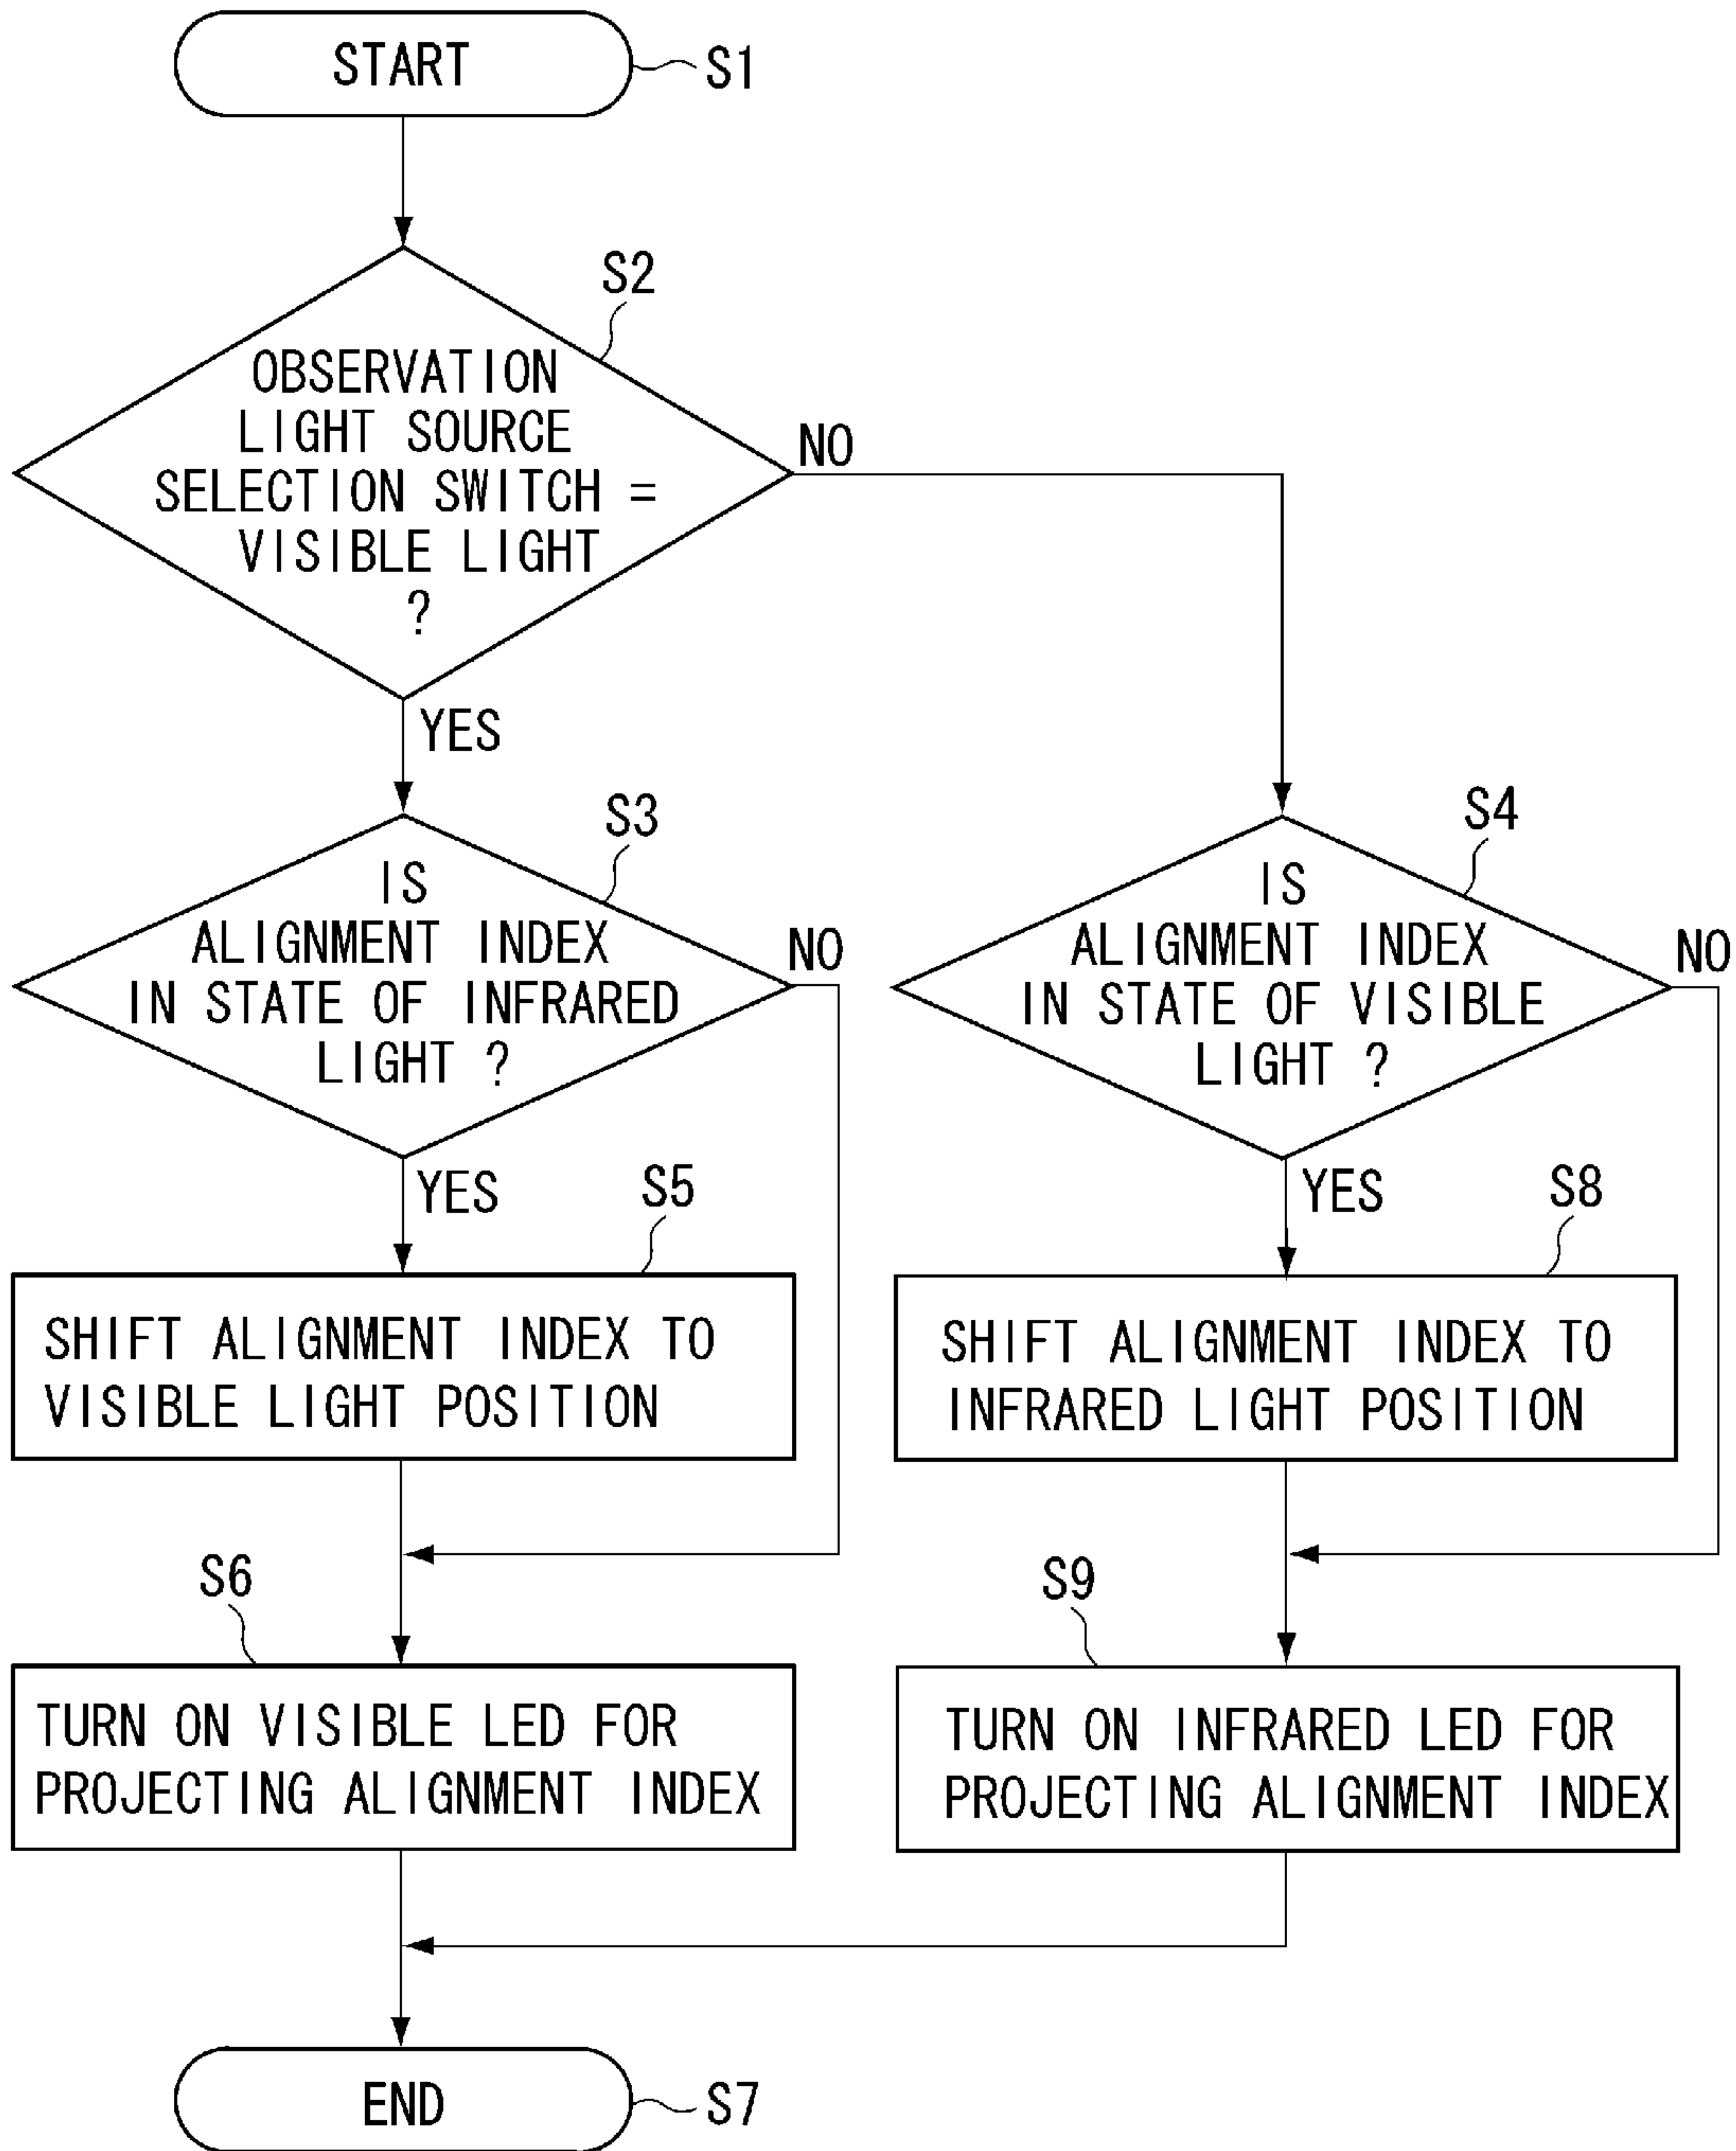 START
S1
S2
OBSERVATION
LIGHT SOURCE
SELECTION SWITCH =
VISIBLE LIGHT
?
NO
YES
S3
IS
ALIGNMENT INDEX
IN STATE OF INFRARED
LIGHT ?
NO
YES
S4
IS
ALIGNMENT INDEX
IN STATE OF VISIBLE
LIGHT ?
NO
YES
S5
SHIFT ALIGNMENT INDEX TO
VISIBLE LIGHT POSITION
S8
SHIFT ALIGNMENT INDEX TO
INFRARED LIGHT POSITION
S6
TURN ON VISIBLE LED FOR
PROJECTING ALIGNMENT INDEX
S9
TURN ON INFRARED LED FOR
PROJECTING ALIGNMENT INDEX
END
S7